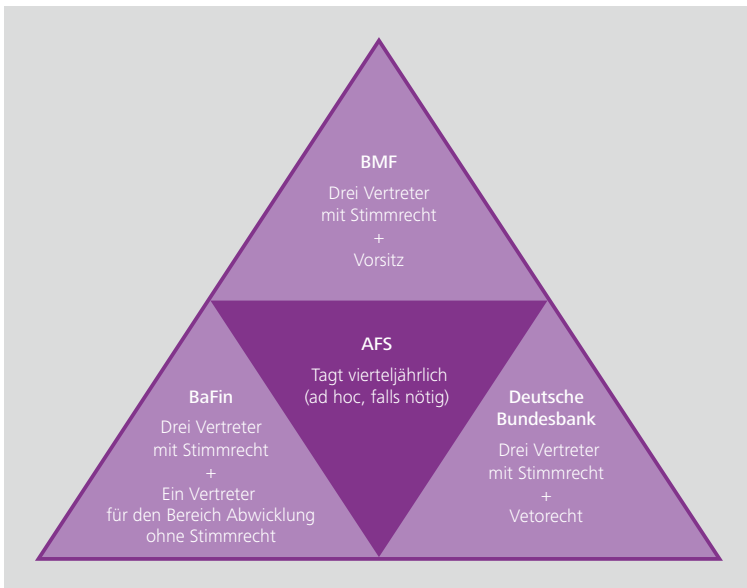 BMF
Drei Vertreter
mit Stimmrecht
+
Vorsitz
AFS
Tagt vierteljährlich
(ad hoc, falls nötig)
BaFin
Drei Vertreter
mit Stimmrecht
+
Ein Vertreter
für den Bereich Abwicklung
ohne Stimmrecht
Deutsche
Bundesbank
Drei Vertreter
mit Stimmrecht
+
Vetorecht